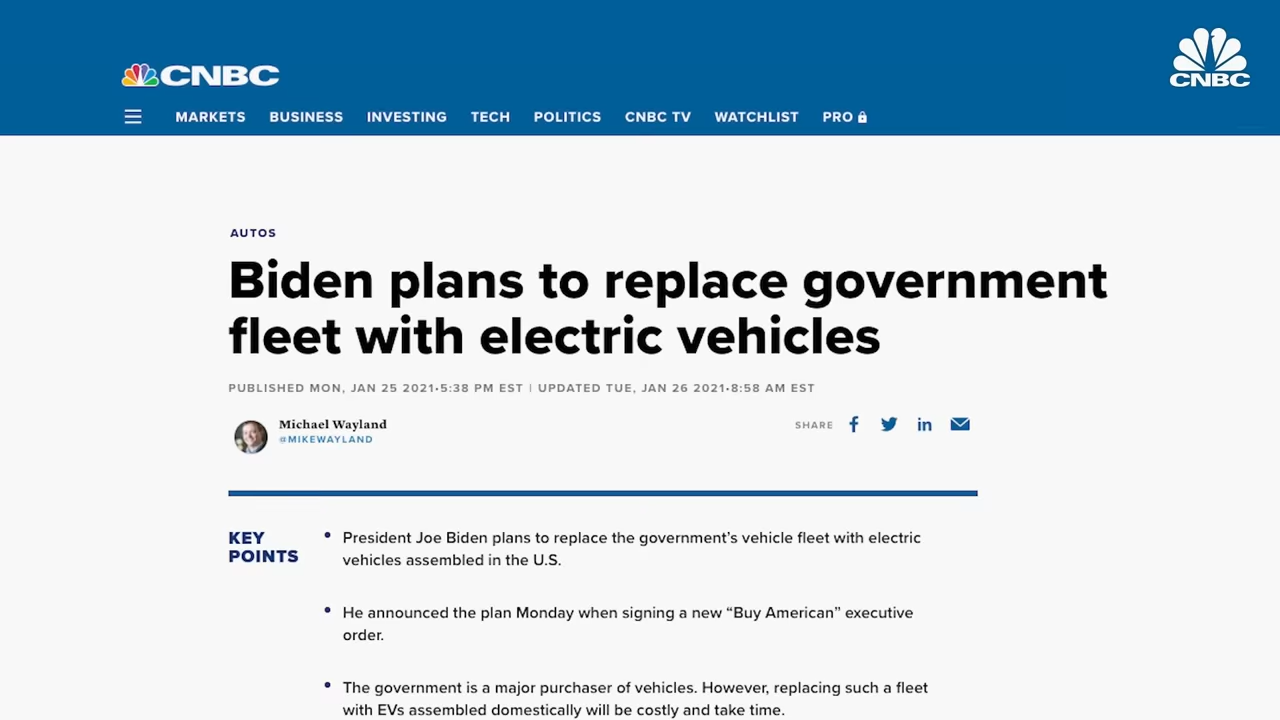 CNBC
CNBC
MARKETS BUSINESS INVESTING TECH POLITICS CNBC TV WATCHLIST PRO
AUTOS
Biden plans to replace government
fleet with electric vehicles
PUBLISHED MON, JAN 25 2021•5:38 PM EST | UPDATED TUE, JAN 26 2021•8:58 AM EST
Michael Wayland
@MIKEWAYLAND
SHARE
KEY
POINTS
• President Joe Biden plans to replace the government’s vehicle fleet with electric
vehicles assembled in the U.S.
• He announced the plan Monday when signing a new “Buy American” executive
order.
• The government is a major purchaser of vehicles. However, replacing such a fleet
with EVs assembled domestically will be costly and take time.